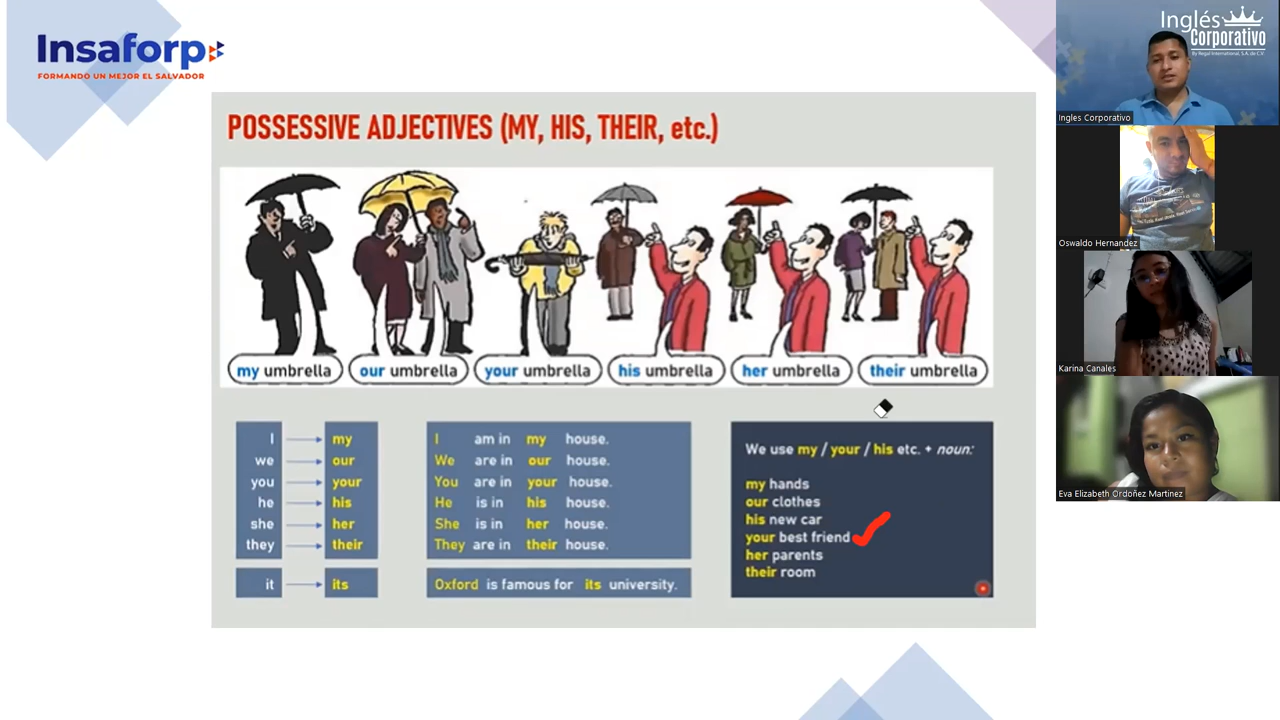 Insaforp
FORMANDO UN MEJOR EL SALVADOR
POSSESSIVE ADJECTIVES (MY, HIS, THEIR, etc.)
my umbrella
our umbrella
your umbrella
his umbrella
her umbrella
their umbrella
I my
we our
you your
he his
she her
they their
it its
I am in my house.
We are in our house.
You are in your house.
He is in his house.
She is in her house.
They are in their house.
Oxford is famous for its university.
We use my / your / his etc. + noun:
my hands
our clothes
his new car
your best friend
her parents
their room
Inglés
Corporativo
By Regal International, S.A. de C.V.
Ingles Corporativo
Oswaldo Hernandez
Karina Canales
Eva Elizabeth Ordoñez Martinez